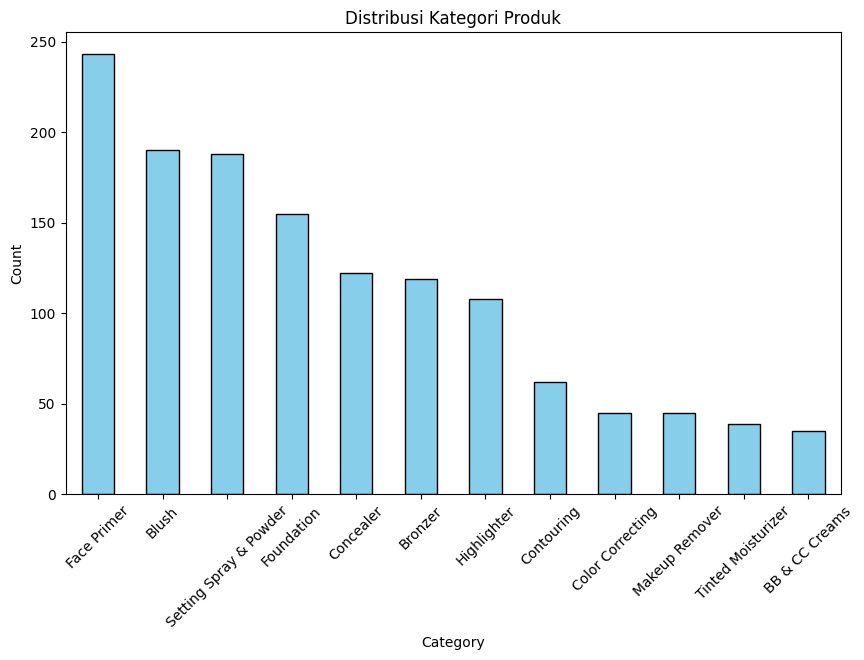 Distribusi Kategori Produk
250
200
150
100
50
0
Count
Face Primer
Blush
Setting Spray & Powder
Foundation
Concealer
Bronzer
Highlighter
Contouring
Color Correcting
Makeup Remover
Tinted Moisturizer
BB & CC Creams
Category